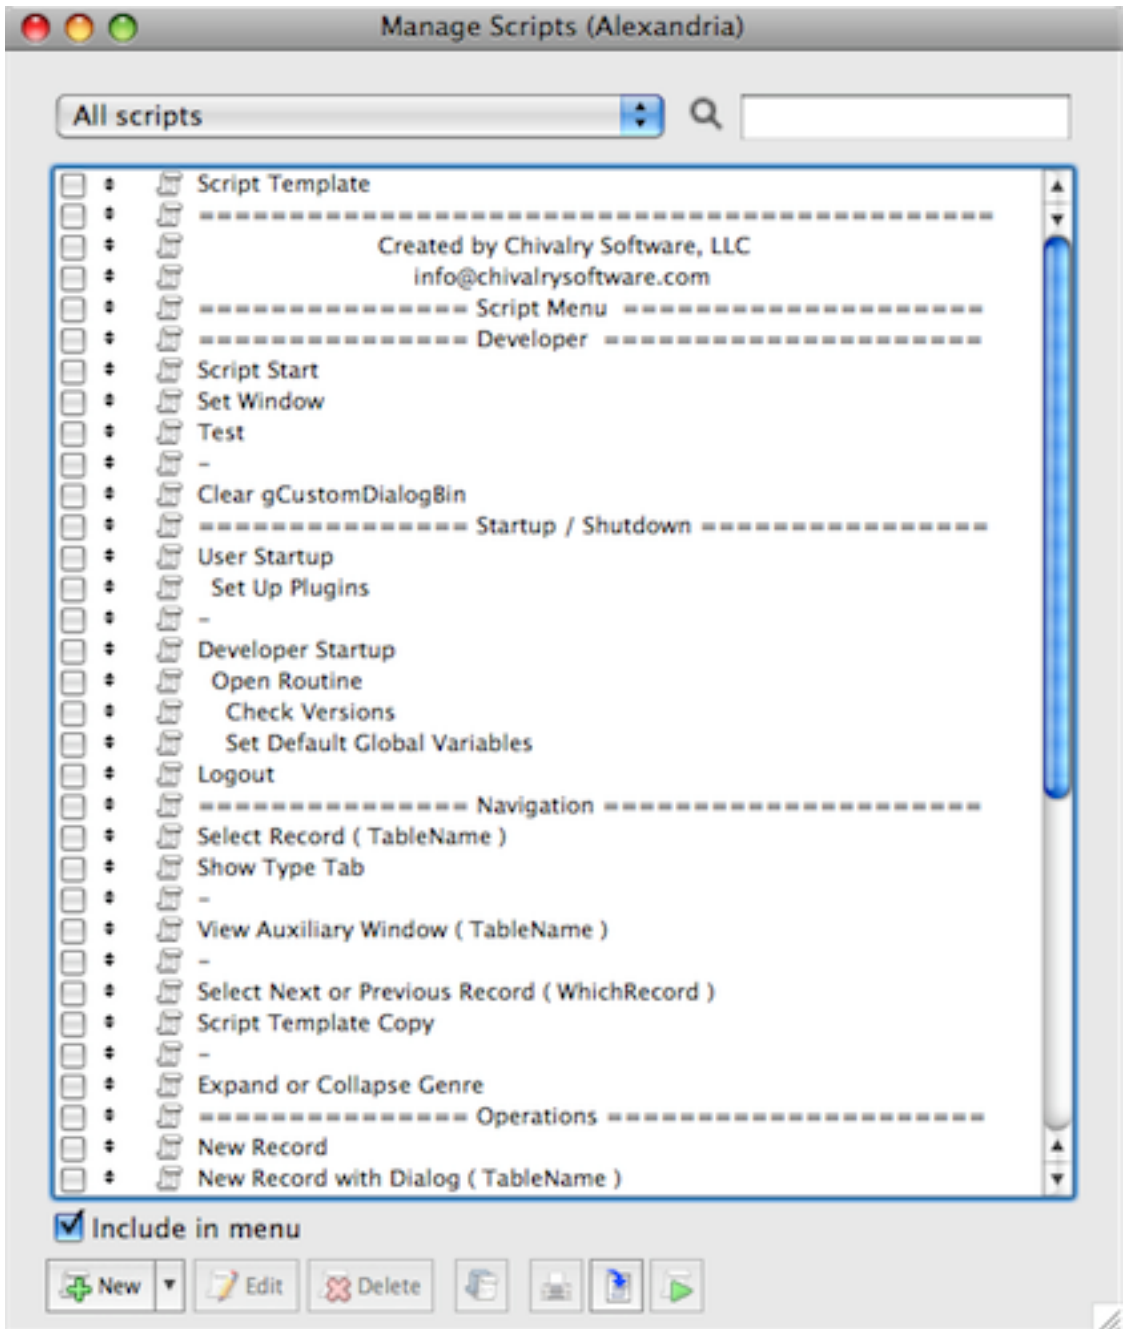 Manage Scripts (Alexandria)
All scripts
Script Template
============================================
Created by Chivalry Software, LLC
info@chivalrysoftware.com
=============== Script Menu ====================
=============== Developer =====================
Script Start
Set Window
Test
-
Clear gCustomDialogBin
=============== Startup / Shutdown ================
User Startup
Set Up Plugins
-
Developer Startup
Open Routine
Check Versions
Set Default Global Variables
Logout
=============== Navigation =====================
Select Record ( TableName )
Show Type Tab
-
View Auxiliary Window ( TableName )
-
Select Next or Previous Record ( WhichRecord )
Script Template Copy
-
Expand or Collapse Genre
=============== Operations =====================
New Record
New Record with Dialog ( TableName )
Include in menu
New Edit Delete